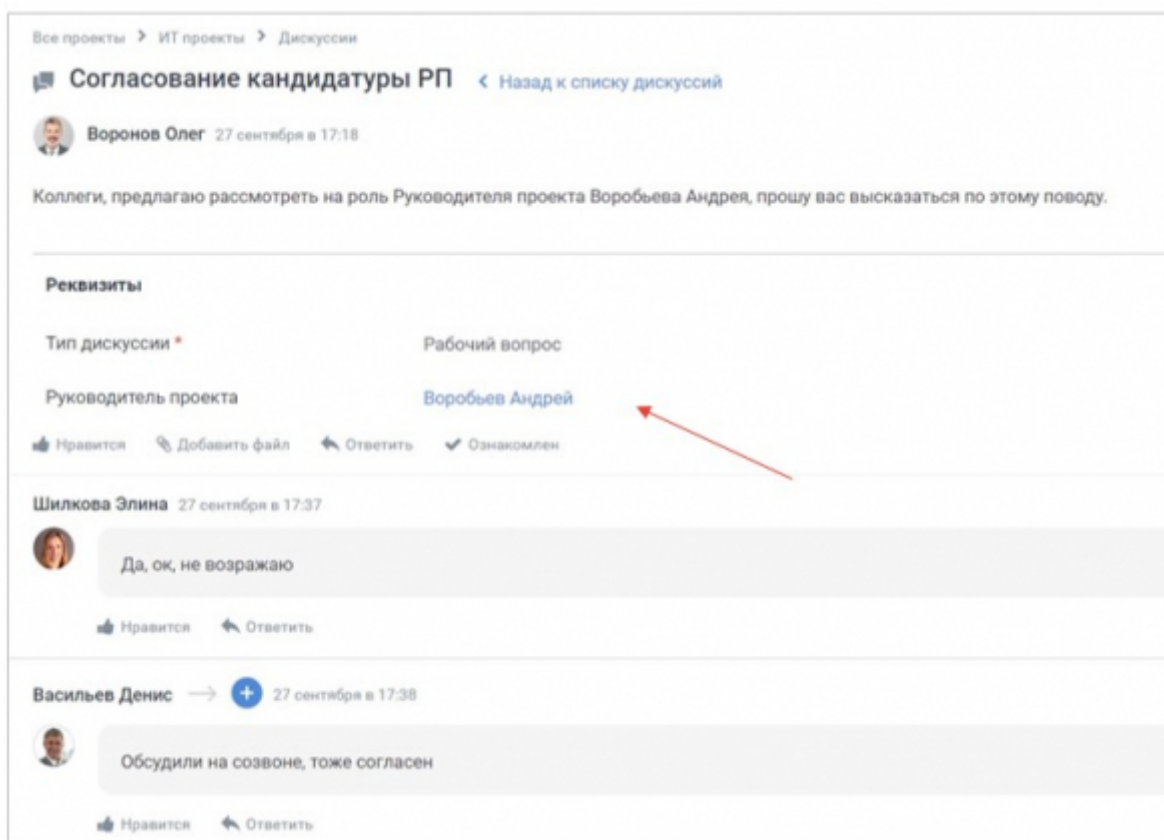 Все проекты > ИТ проекты > Дискуссии
Согласование кандидатуры РП < Назад к списку дискуссий
Воронов Олег 27 сентября в 17:18
Коллеги, предлагаю рассмотреть на роль Руководителя проекта Воробьева Андрея, прошу вас высказаться по этому поводу.
Реквизиты
Тип дискуссии * Рабочий вопрос
Руководитель проекта Воробьев Андрей
Нравится Добавить файл Ответить Ознакомлен
Шилкова Элина 27 сентября в 17:37
Да, ок, не возражаю
Нравится Ответить
Васильев Денис → + 27 сентября в 17:38
Обсудили на созвоне, тоже согласен
Нравится Ответить